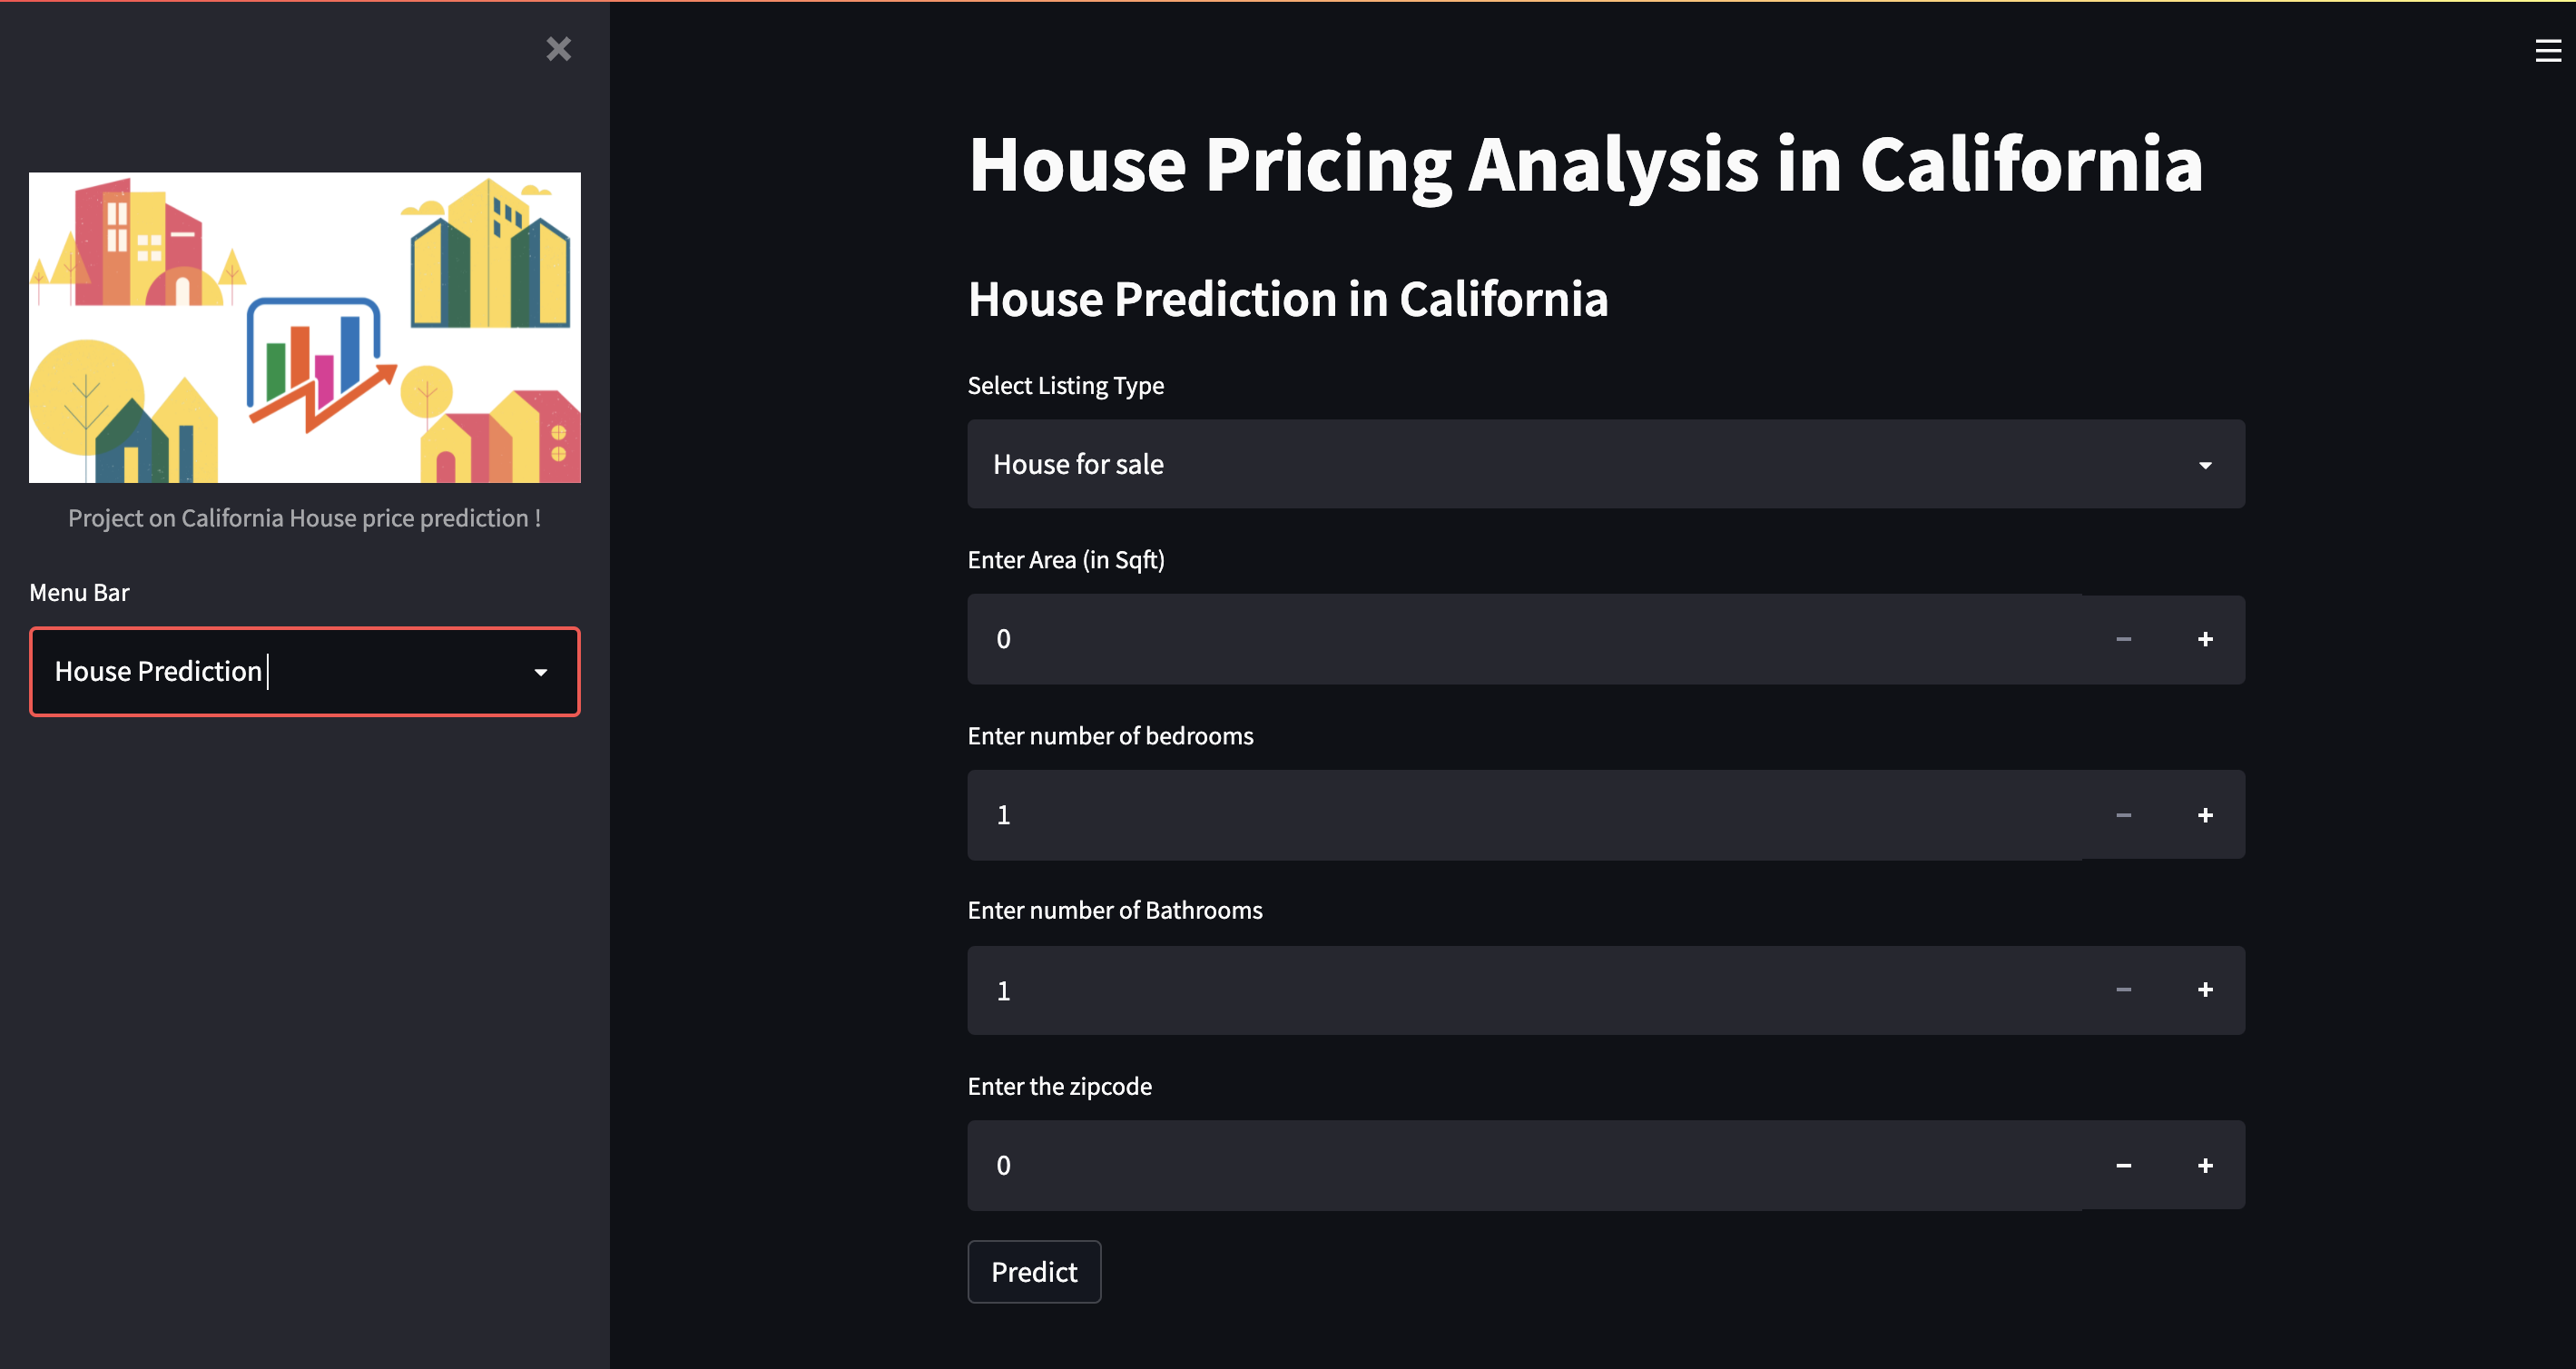 Project on California House price prediction !
Menu Bar
House Prediction
House Pricing Analysis in California
House Prediction in California
Select Listing Type
House for sale
Enter Area (in Sqft)
0
Enter number of bedrooms
1
Enter number of Bathrooms
1
Enter the zipcode
0
Predict